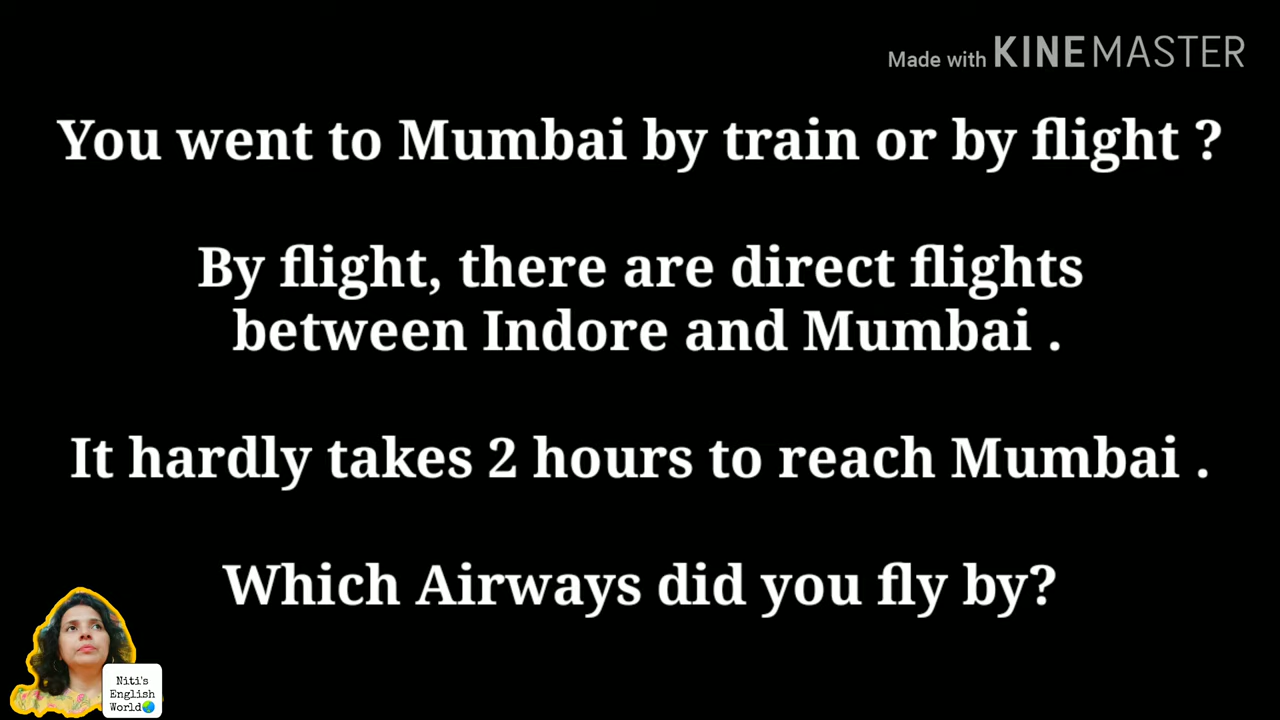 Made with KINEMASTER
You went to Mumbai by train or by flight ?
By flight, there are direct flights
between Indore and Mumbai .
It hardly takes 2 hours to reach Mumbai .
Which Airways did you fly by?
Niti's
English
World